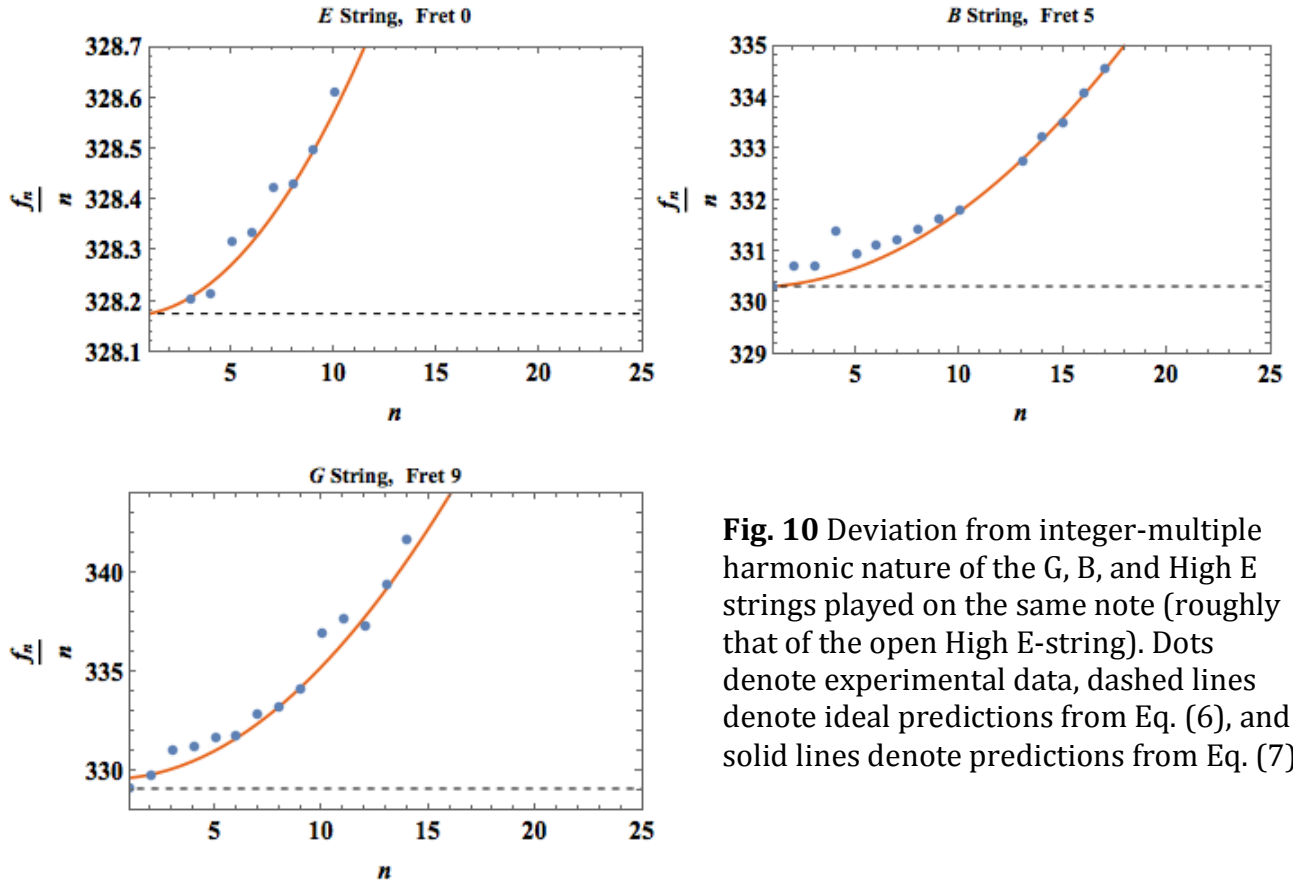 E String, Fret 0
328.7
328.6
328.5
328.4
328.3
328.2
328.1
fn
n
5
10
15
20
25
n
B String, Fret 5
335
334
333
332
331
330
329
fn
n
5
10
15
20
25
n
G String, Fret 9
340
335
330
fn
n
5
10
15
20
25
n
Fig. 10 Deviation from integer-multiple
harmonic nature of the G, B, and High E
strings played on the same note (roughly
that of the open High E-string). Dots
denote experimental data, dashed lines
denote ideal predictions from Eq. (6), and
solid lines denote predictions from Eq. (7)